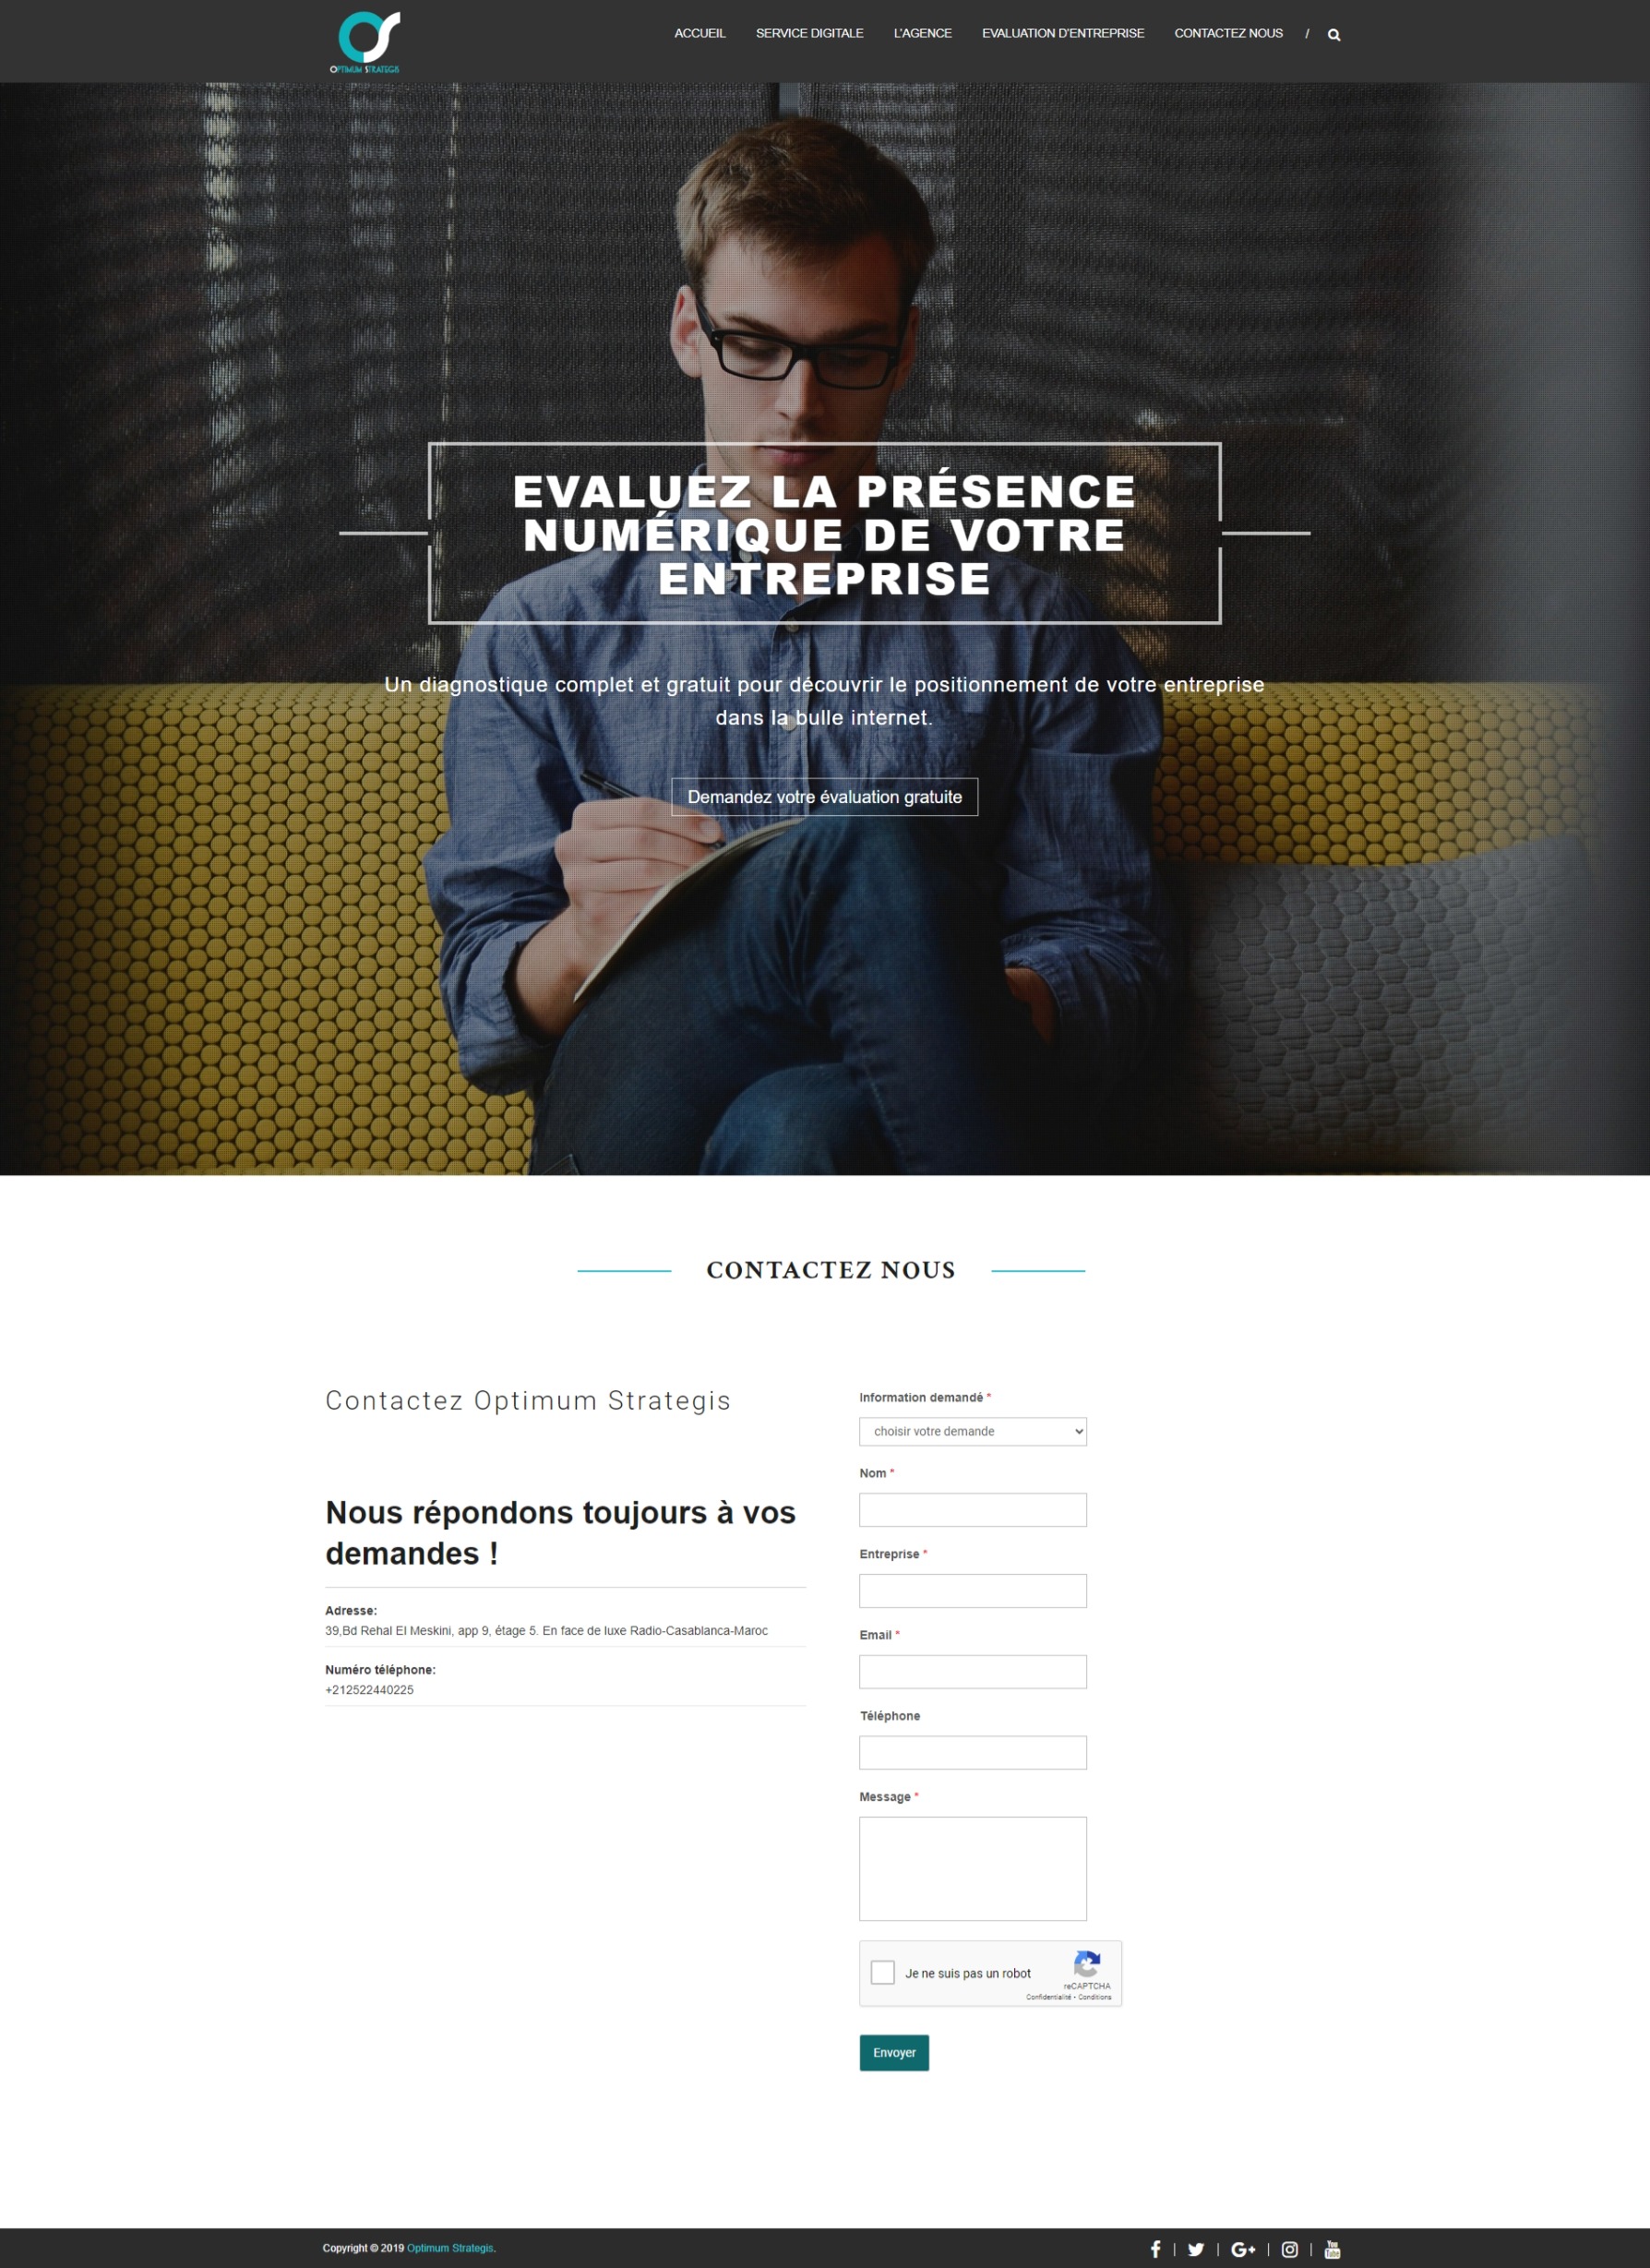 OPTIMUM STRATEGIS
ACCUEIL SERVICE DIGITALE L'AGENCE EVALUATION D'ENTREPRISE CONTACTEZ NOUS /
EVALUEZ LA PRÉSENCE
NUMÉRIQUE DE VOTRE
ENTREPRISE
Un diagnostique complet et gratuit pour découvrir le positionnement de votre entreprise
dans la bulle internet.
Demandez votre évaluation gratuite
CONTACTEZ NOUS
Contactez Optimum Strategis
Nous répondons toujours à vos
demandes !
Adresse:
39,Bd Rehal El Meskini, app 9, étage 5. En face de luxe Radio-Casablanca-Maroc
Numéro téléphone:
+212522440225
Information demandé *
choisir votre demande
Nom *
Entreprise *
Email *
Téléphone
Message *
Je ne suis pas un robot
reCAPTCHA
Confidentialité - Conditions
Envoyer
Copyright © 2019 Optimum Strategis.
f | | G+ | | You Tube